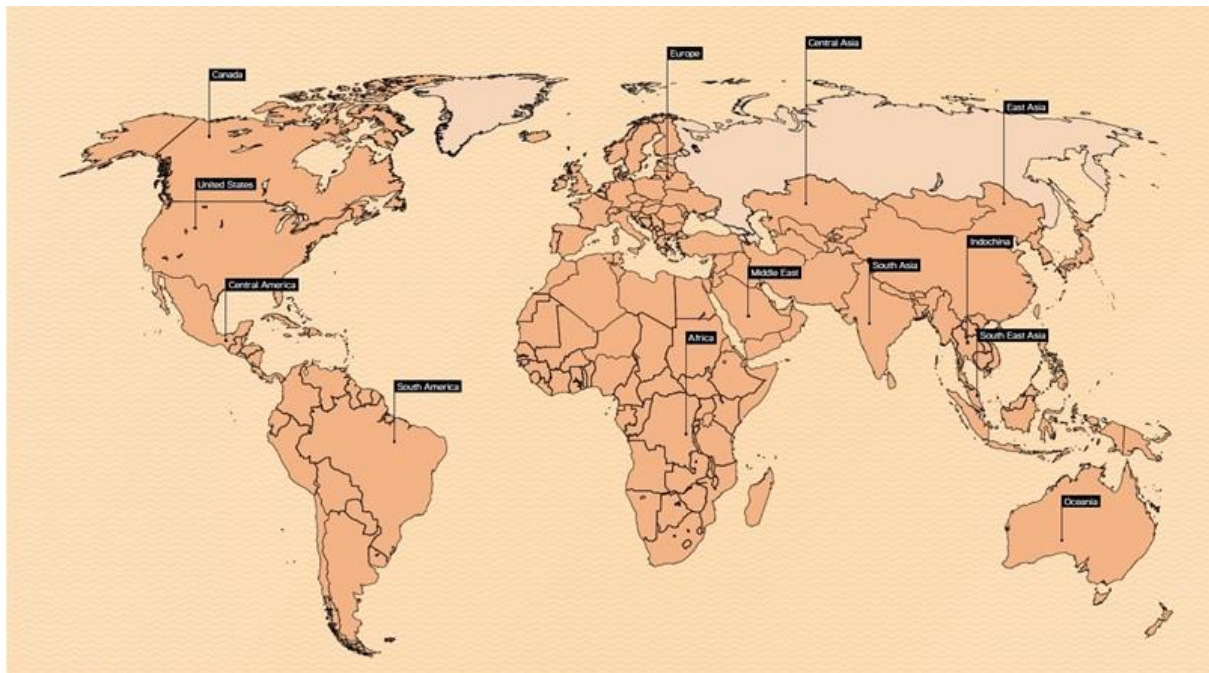 Central Asia
Europe
Canada
East Asia
United States
Indochina
South Asia
Middle East
Central America
Africa
South East Asia
South America
Oceania